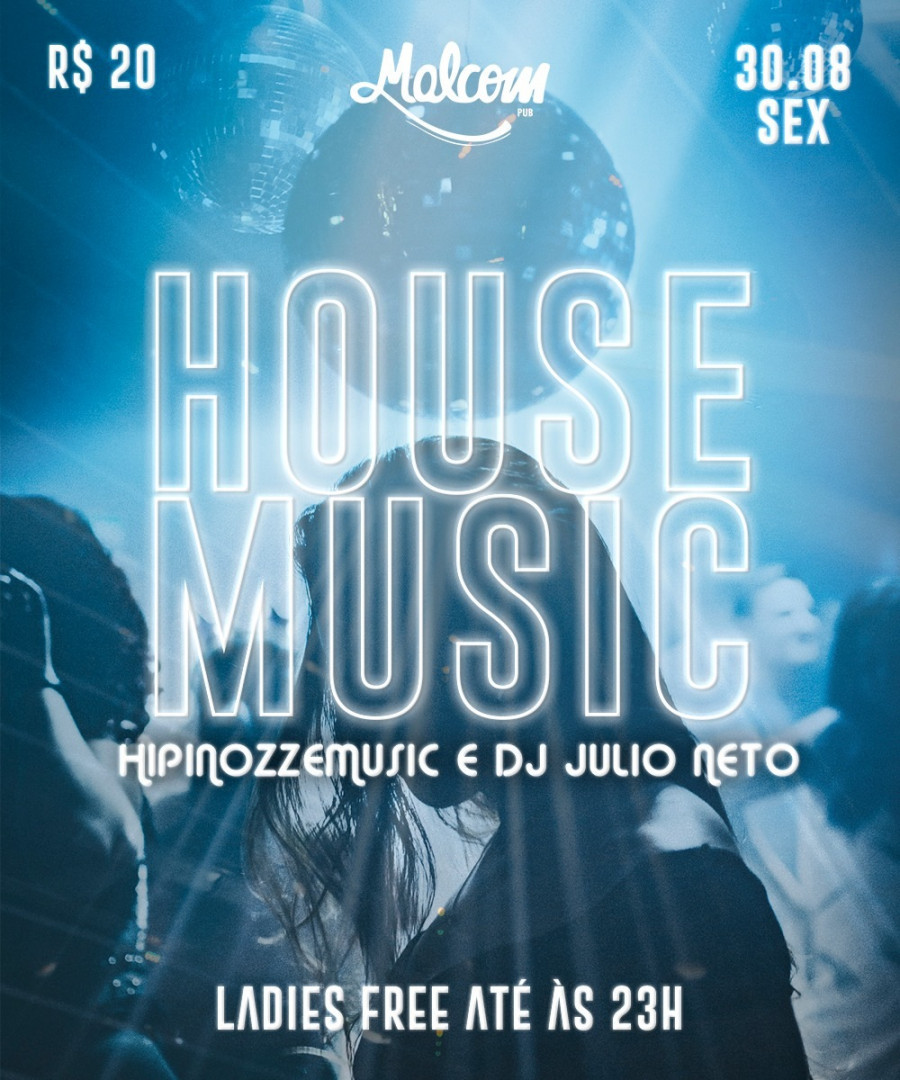 R$ 20
Malcom
PUB
30.08
SEX
HOUSE
MUSIC
HIPINOZZEMUSIC E DJ JULIO NETO
LADIES FREE ATÉ ÀS 23H